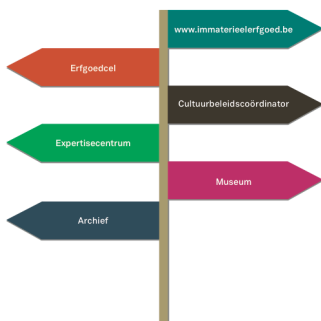 www.immaterieelerfgoed.be
Erfgoedcel
Cultuurbeleidscoördinator
Expertisecentrum
Museum
Archief